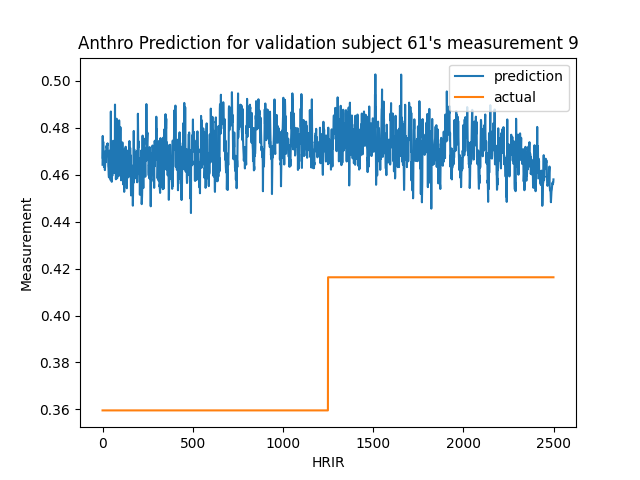 Anthro Prediction for validation subject 61's measurement 9
prediction
actual
0.50
0.48
0.46
0.44
0.42
0.40
0.38
0.36
Measurement
0
500
1000
1500
2000
2500
HRIR